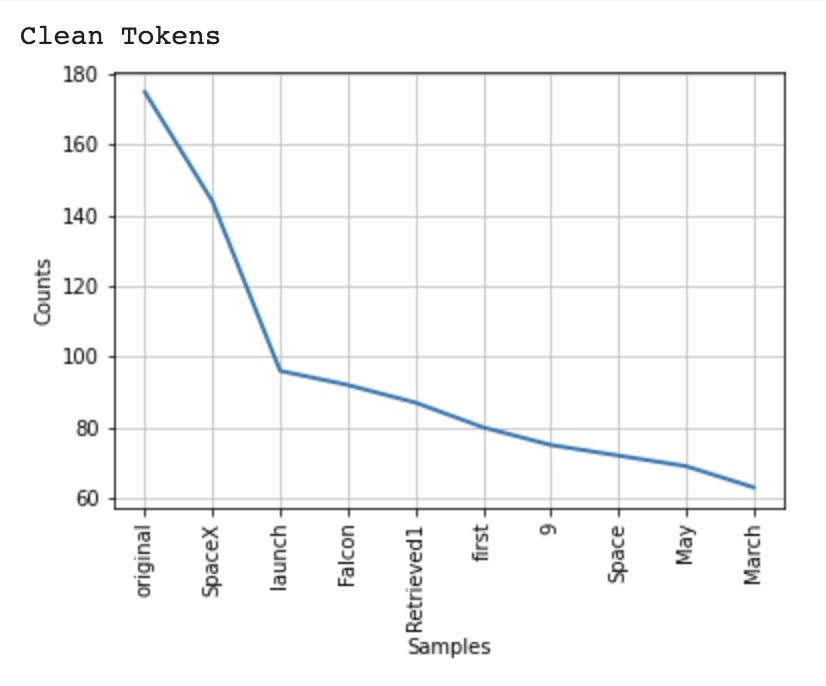 Clean Tokens
180
160
140
120
100
80
60
Counts
original
SpaceX
launch
Falcon
Retrieved1
first
9
Space
May
March
Samples